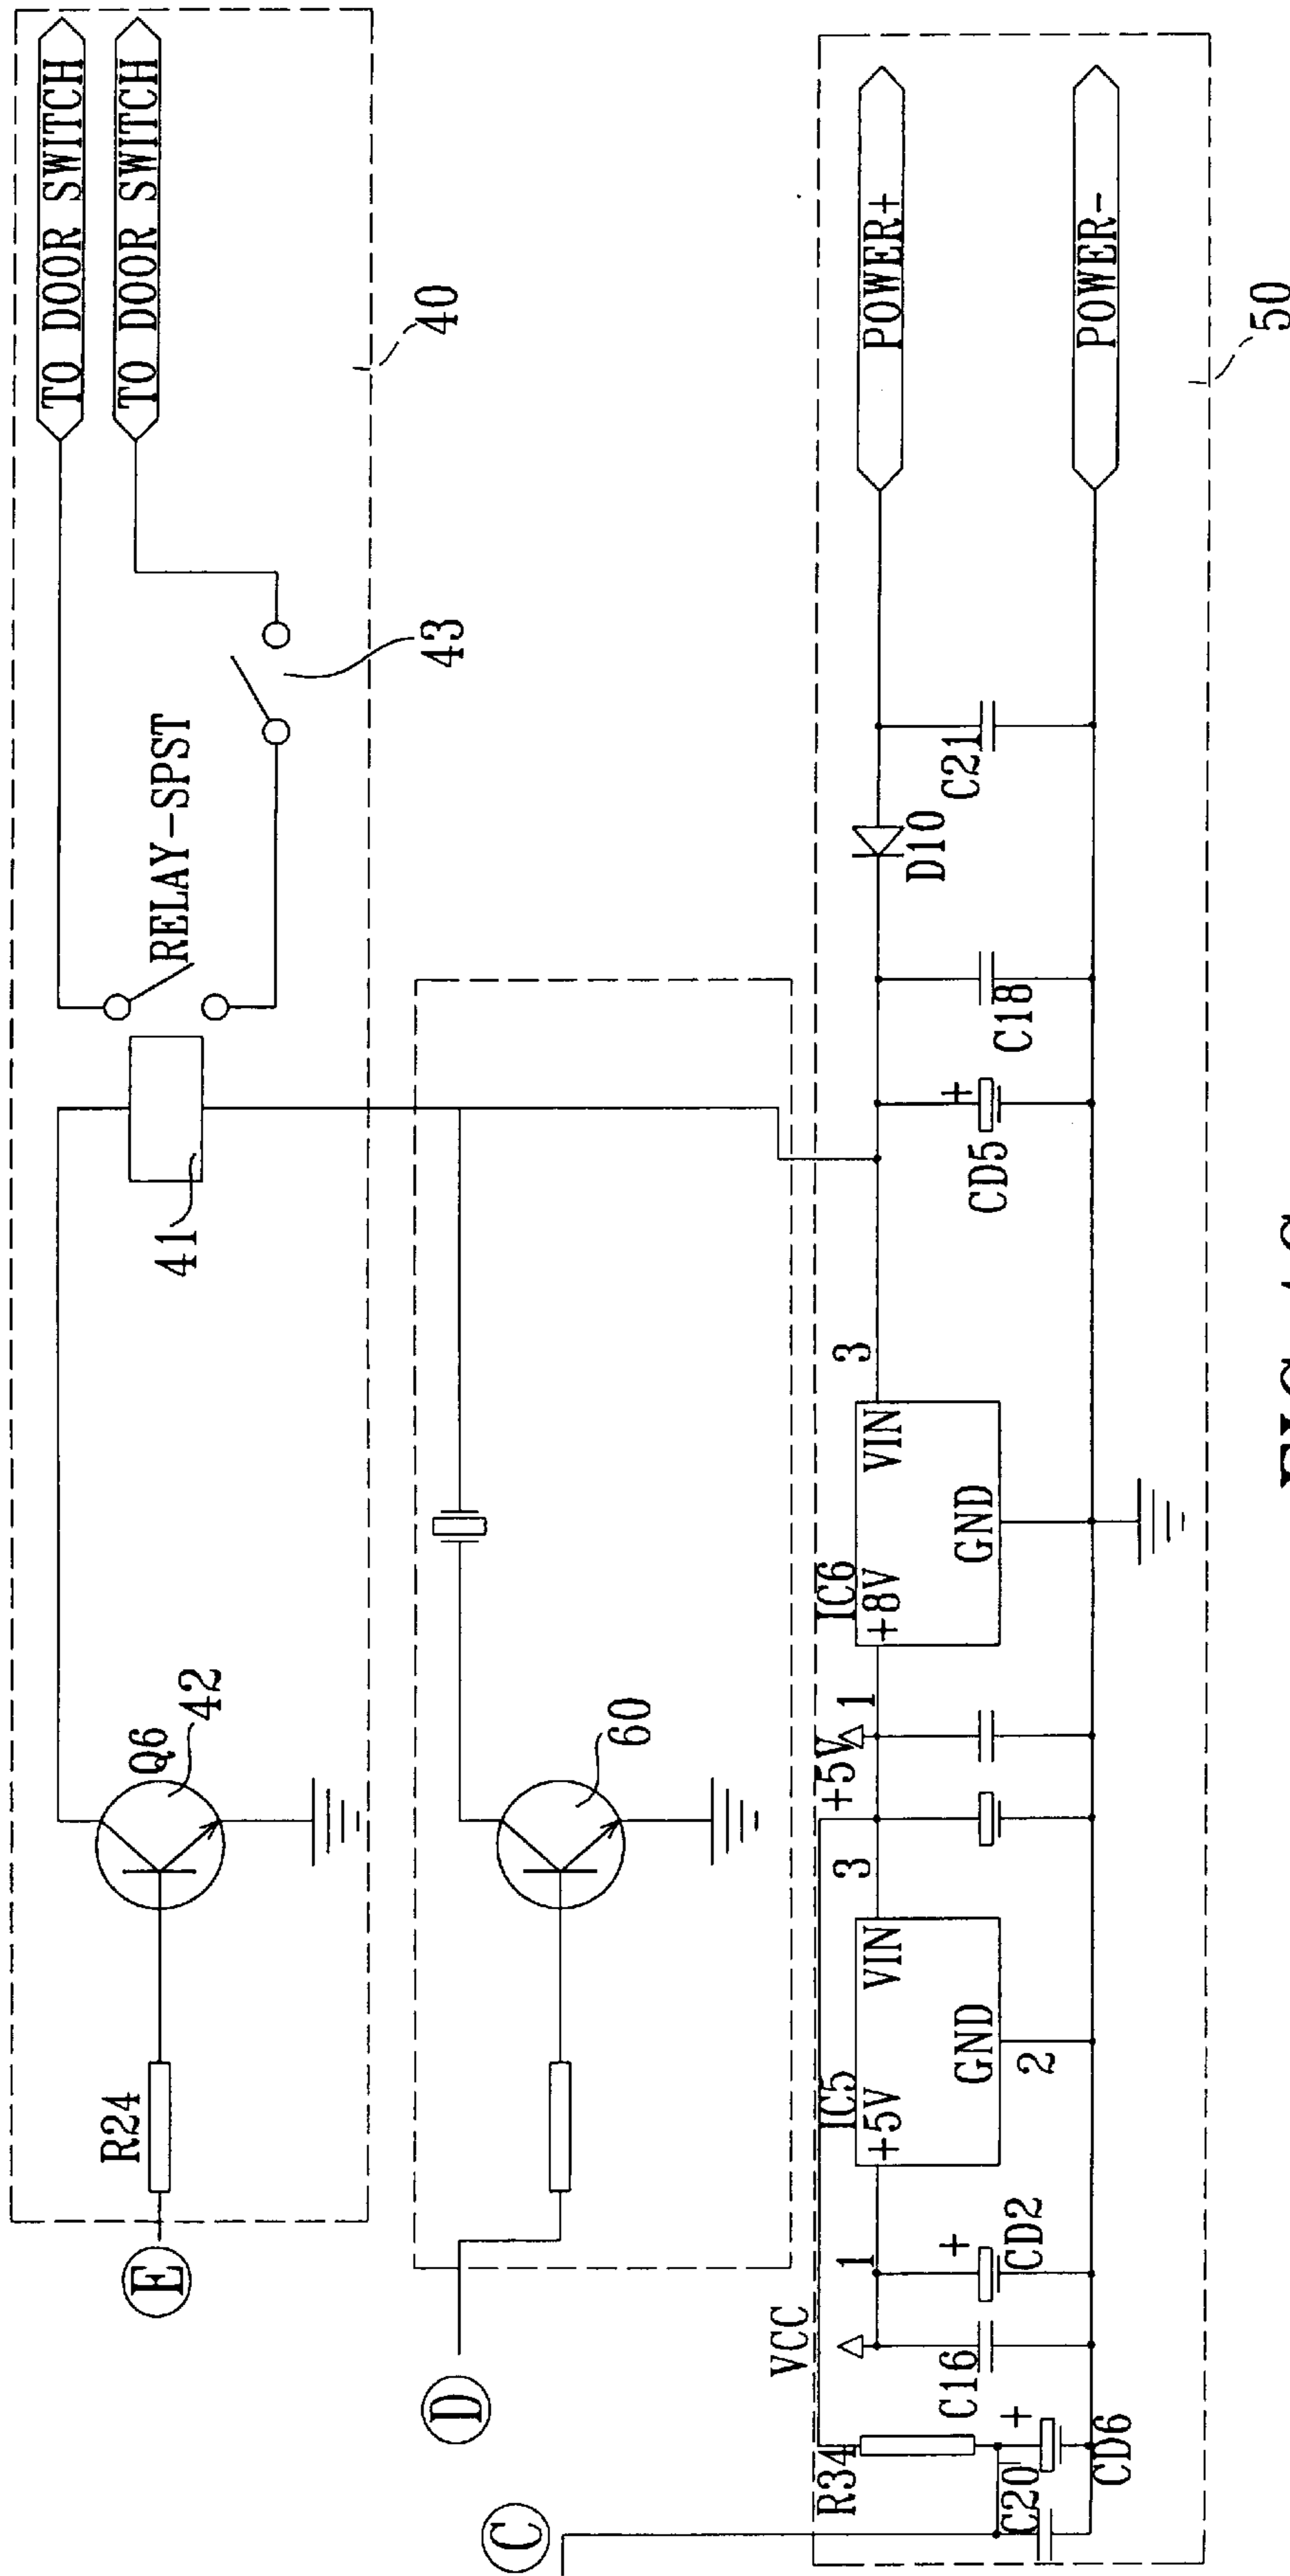 TO DOOR SWITCH
TO DOOR SWITCH
40
43
RELAY-SPST
41
Q6
42
R24
E
60
D
POWER+
POWER-
50
C21
D10
C18
+
CD5
3
VIN
GND
IC6
+8V
1
+5V
3
VIN
GND
2
IC5
+5V
1
+
CD2
VCC
C16
R34
+
CD6
C20
C